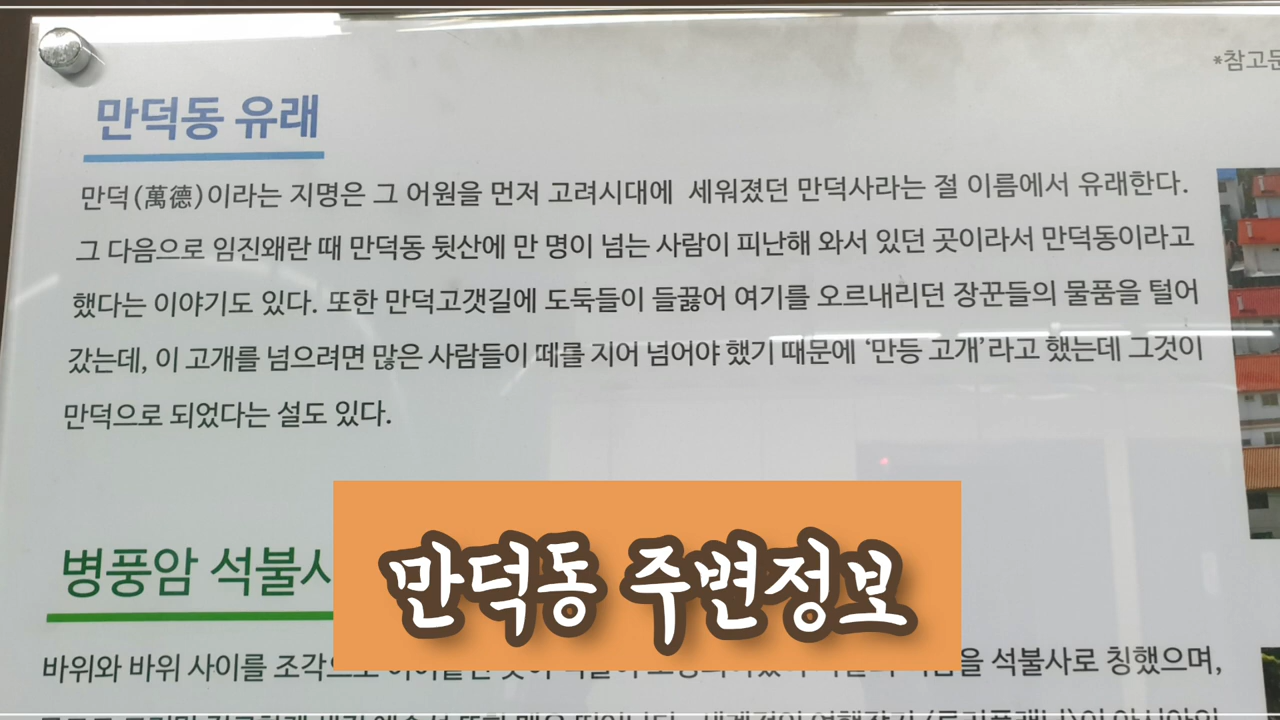 *참고문
만덕동 유래
만덕(萬德)이라는 지명은 그 어원을 먼저 고려시대에 세워졌던 만덕사라는 절 이름에서 유래한다.
그 다음으로 임진왜란 때 만덕동 뒷산에 만 명이 넘는 사람이 피난해 와서 있던 곳이라서 만덕동이라고
했다는 이야기도 있다. 또한 만덕고갯길에 도둑들이 들끓어 여기를 오르내리던 장꾼들의 물품을 털어
갔는데, 이 고개를 넘으려면 많은 사람들이 떼를 지어 넘어야 했기 때문에 ‘만등 고개’라고 했는데 그것이
만덕으로 되었다는 설도 있다.
병풍암 석불사
만덕동 주변정보
바위와 바위 사이를 조각으로 을 석불사로 칭했으며,